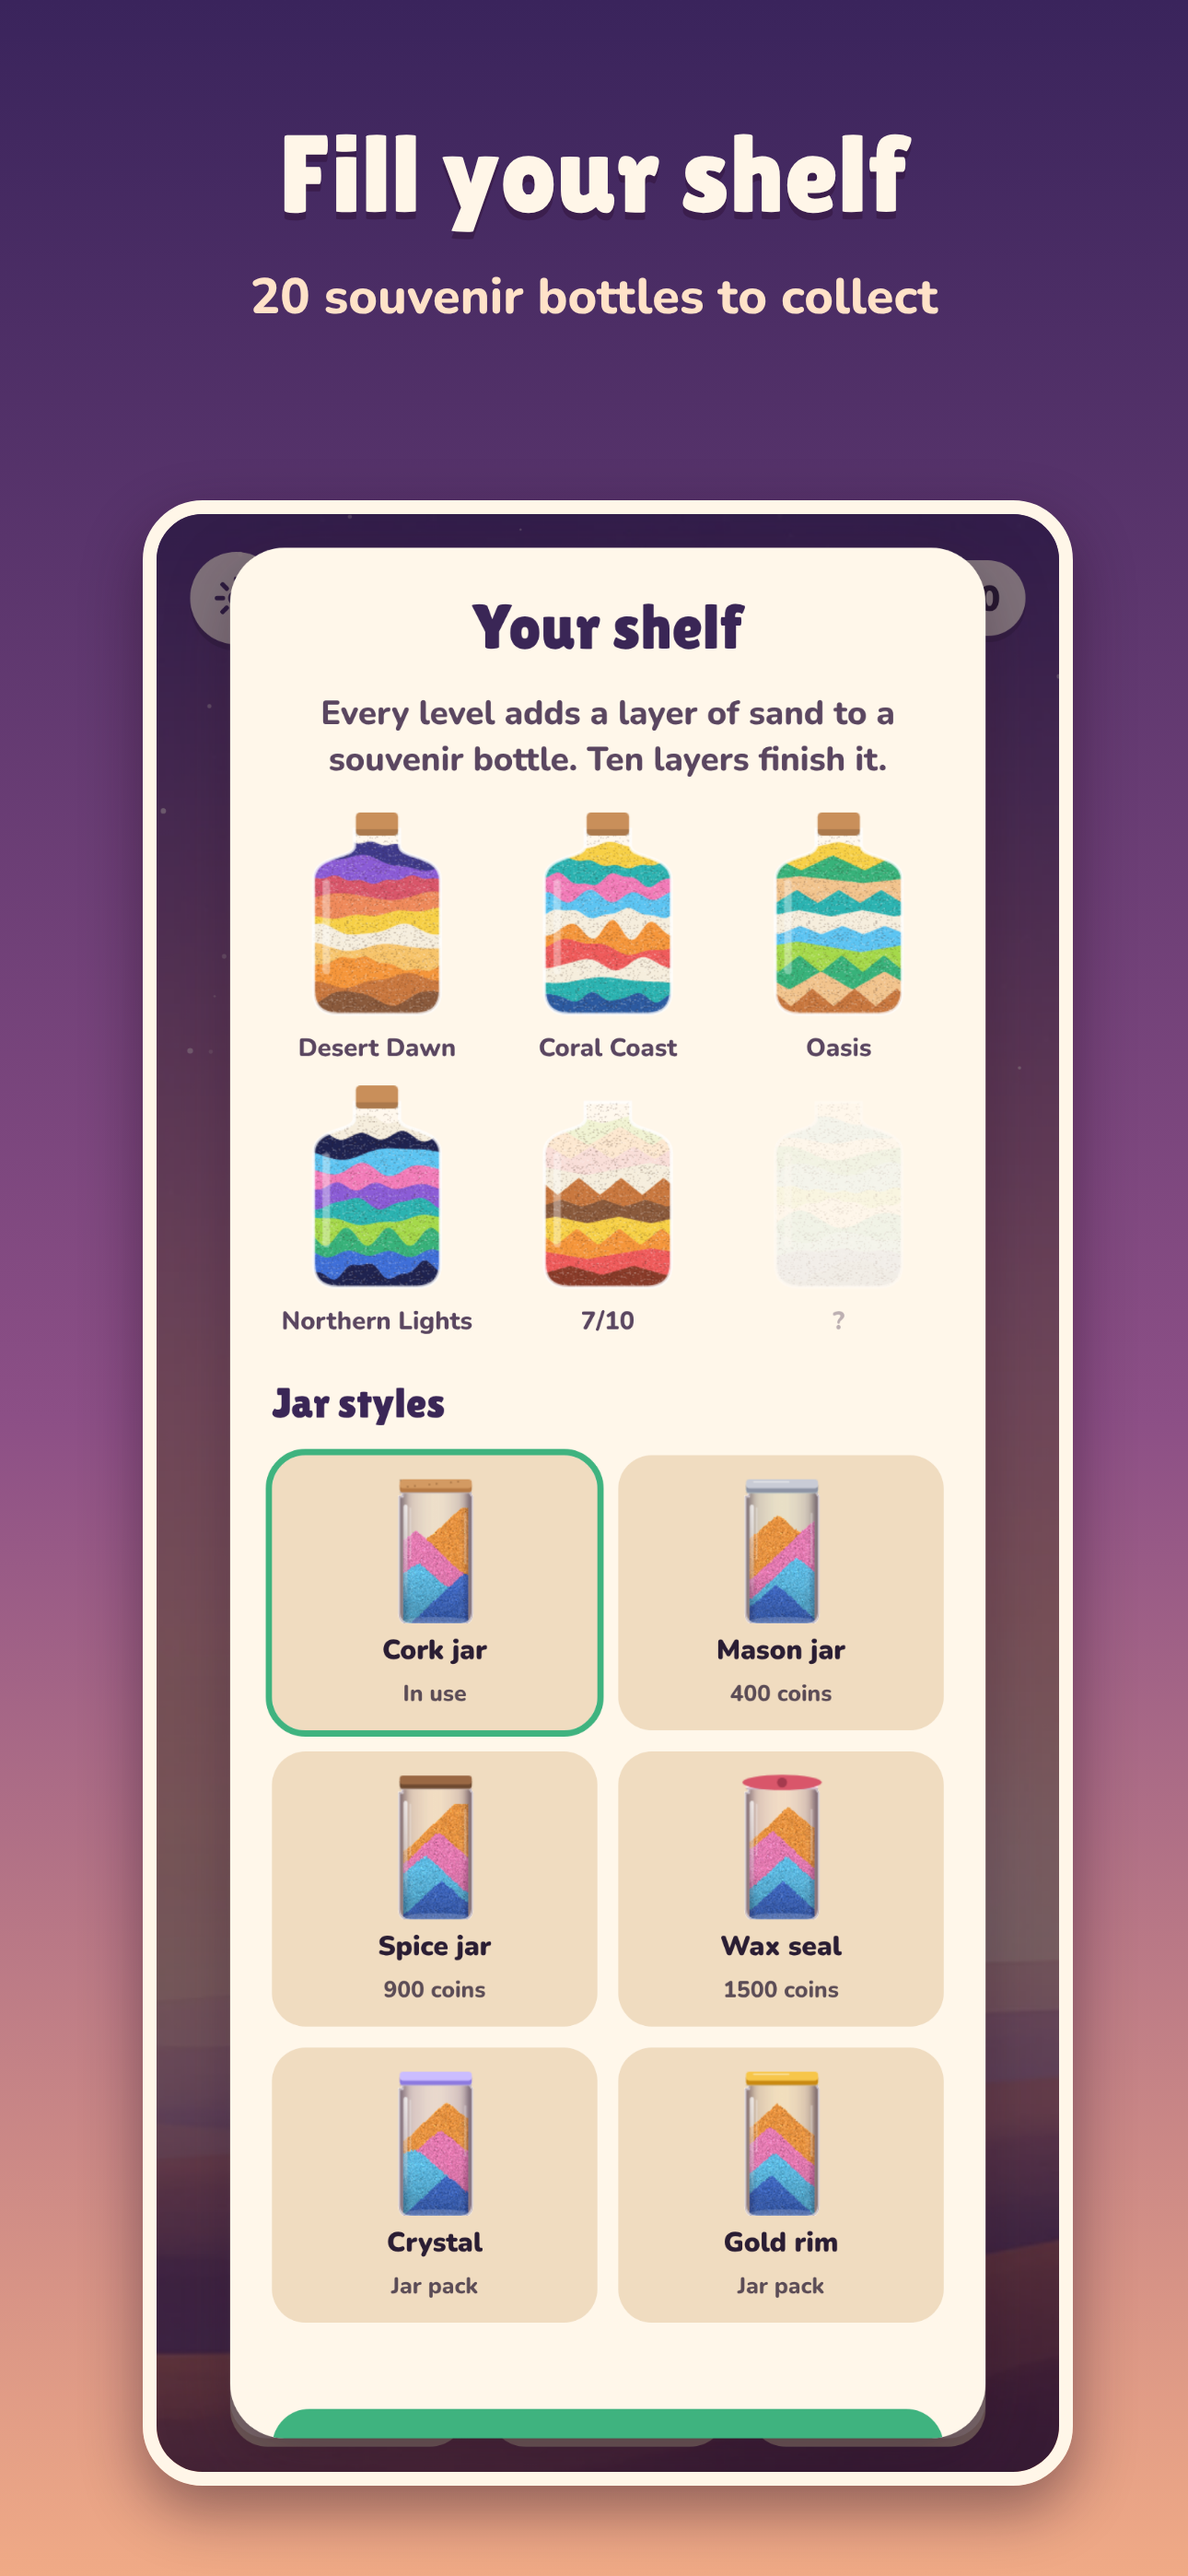 Fill your shelf
20 souvenir bottles to collect
0
Your shelf
Every level adds a layer of sand to a
souvenir bottle. Ten layers finish it.
Desert Dawn
Coral Coast
Oasis
Northern Lights
7/10
?
Jar styles
Cork jar
Mason jar
In use
400 coins
Spice jar
Wax seal
900 coins
1500 coins
Crystal
Gold rim
Jar pack
Jar pack